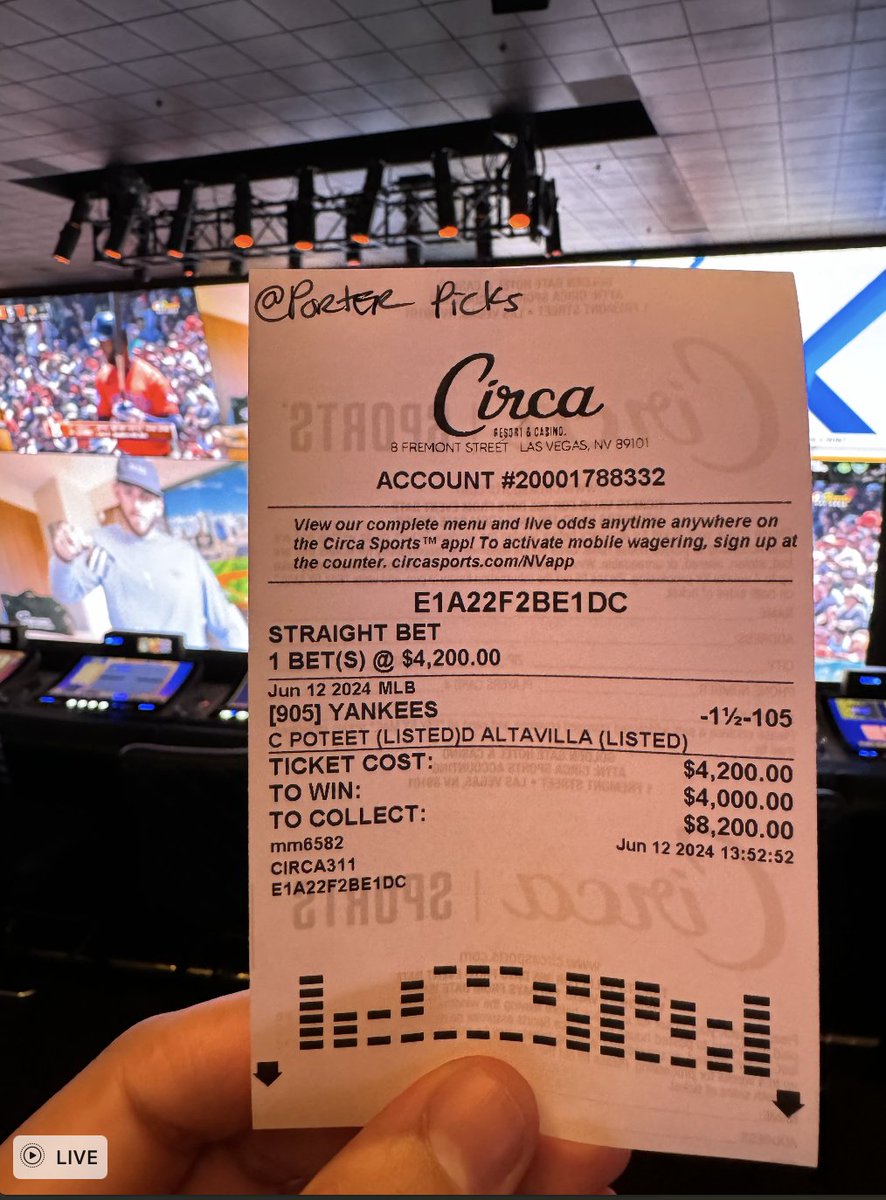 @PORTER PICKS
Circa
RESORT & CASINO.
8 FREMONT STREET LAS VEGAS, NV 89101
ACCOUNT #20001788332
View our complete menu and live odds anytime anywhere on
the Circa Sports™ app! To activate mobile wagering, sign up at
the counter. circasports.com/NVapp
E1A22F2BE1DC
STRAIGHT BET
1 BET(S) @ $4,200.00
Jun 12 2024 MLB
[905] YANKEES -1½-105
C POTEET (LISTED)D ALTAVILLA (LISTED)
TICKET COST: $4,200.00
TO WIN: $4,000.00
TO COLLECT: $8,200.00
mm6582 Jun 12 2024 13:52:52
CIRCA311
E1A22F2BE1DC
Circa | SPORTS
LIVE